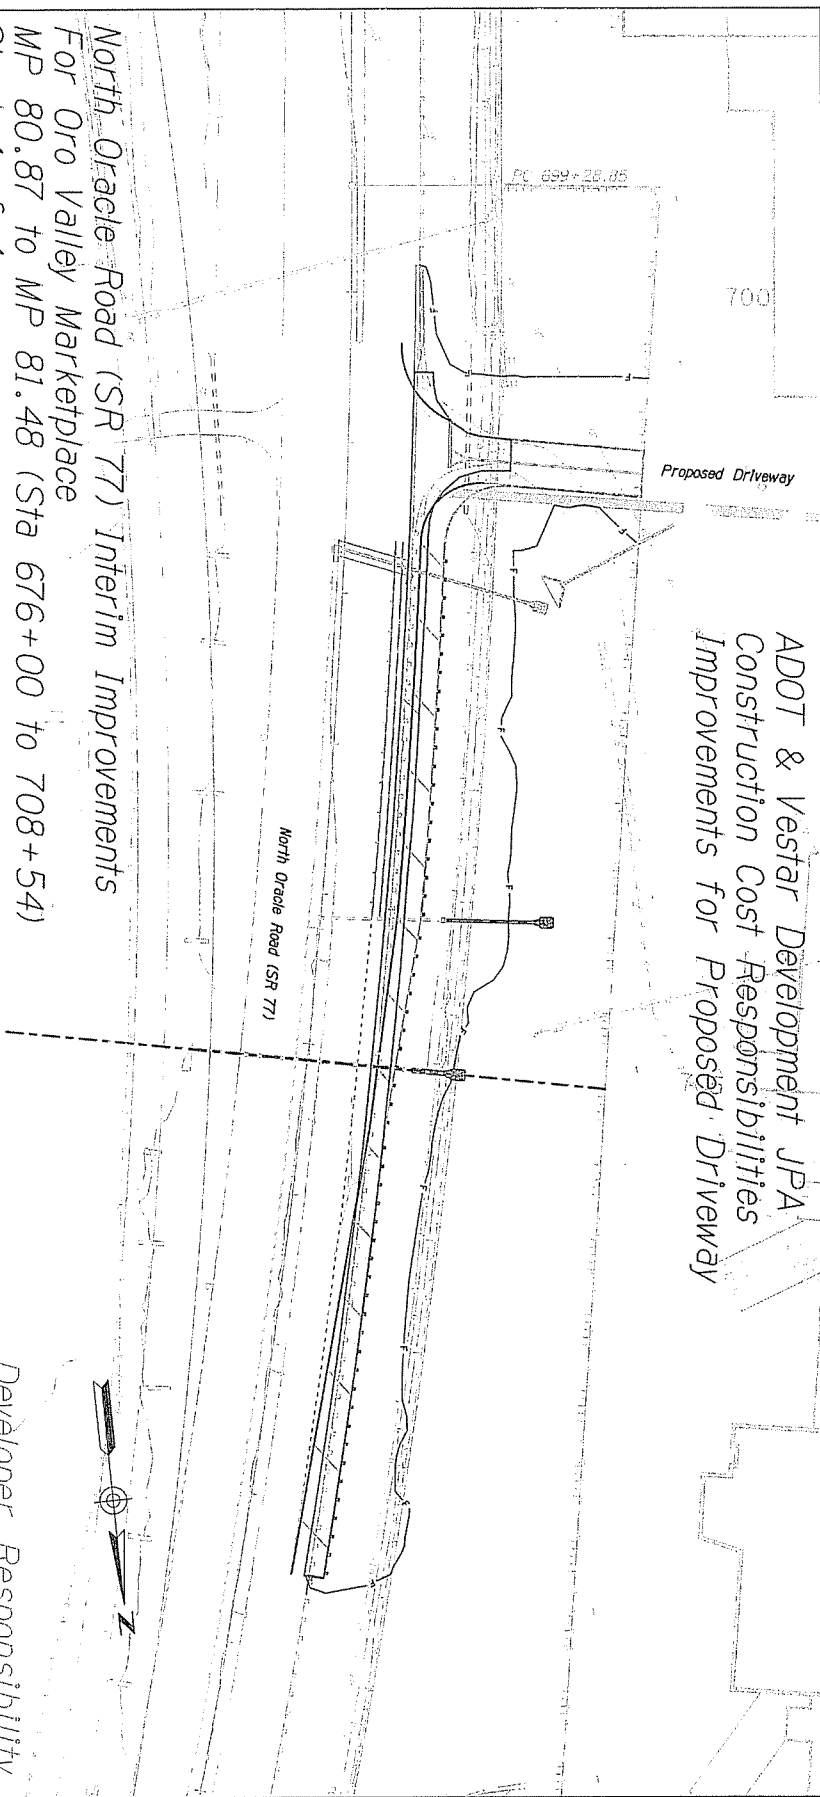 ADOT & Vestar Development JPA
Construction Cost Responsibilities
Improvements for Proposed Driveway
700
PC 699+28.85
Proposed Driveway
F
F
F
F
F
F
F
North Oracle Road (SR 77)
N
North Oracle Road (SR 77) Interim Improvements
For Oro Valley Marketplace
MP 80.87 to MP 81.48 (Sta 676+00 to 708+54)
Developer Responsibility